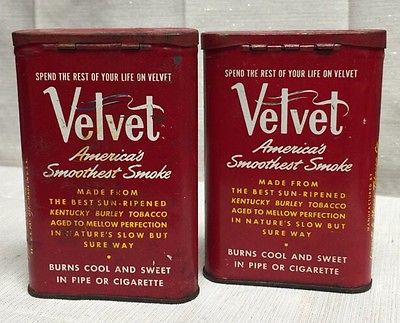 SPEND THE REST OF YOUR LIFE ON VELVET
Velvet
America's
Smoothest Smoke
MADE FROM
THE BEST SUN-RIPENED
KENTUCKY BURLEY TOBACCO
AGED TO MELLOW PERFECTION
IN NATURE'S SLOW BUT
SURE WAY
BURNS COOL AND SWEET
IN PIPE OR CIGARETTE
SPEND THE REST OF YOUR LIFE ON VELVET
Velvet
America's
Smoothest Smoke
MADE FROM
THE BEST SUN-RIPENED
KENTUCKY BURLEY TOBACCO
AGED TO MELLOW PERFECTION
IN NATURE'S SLOW BUT
SURE WAY
BURNS COOL AND SWEET
IN PIPE OR CIGARETTE